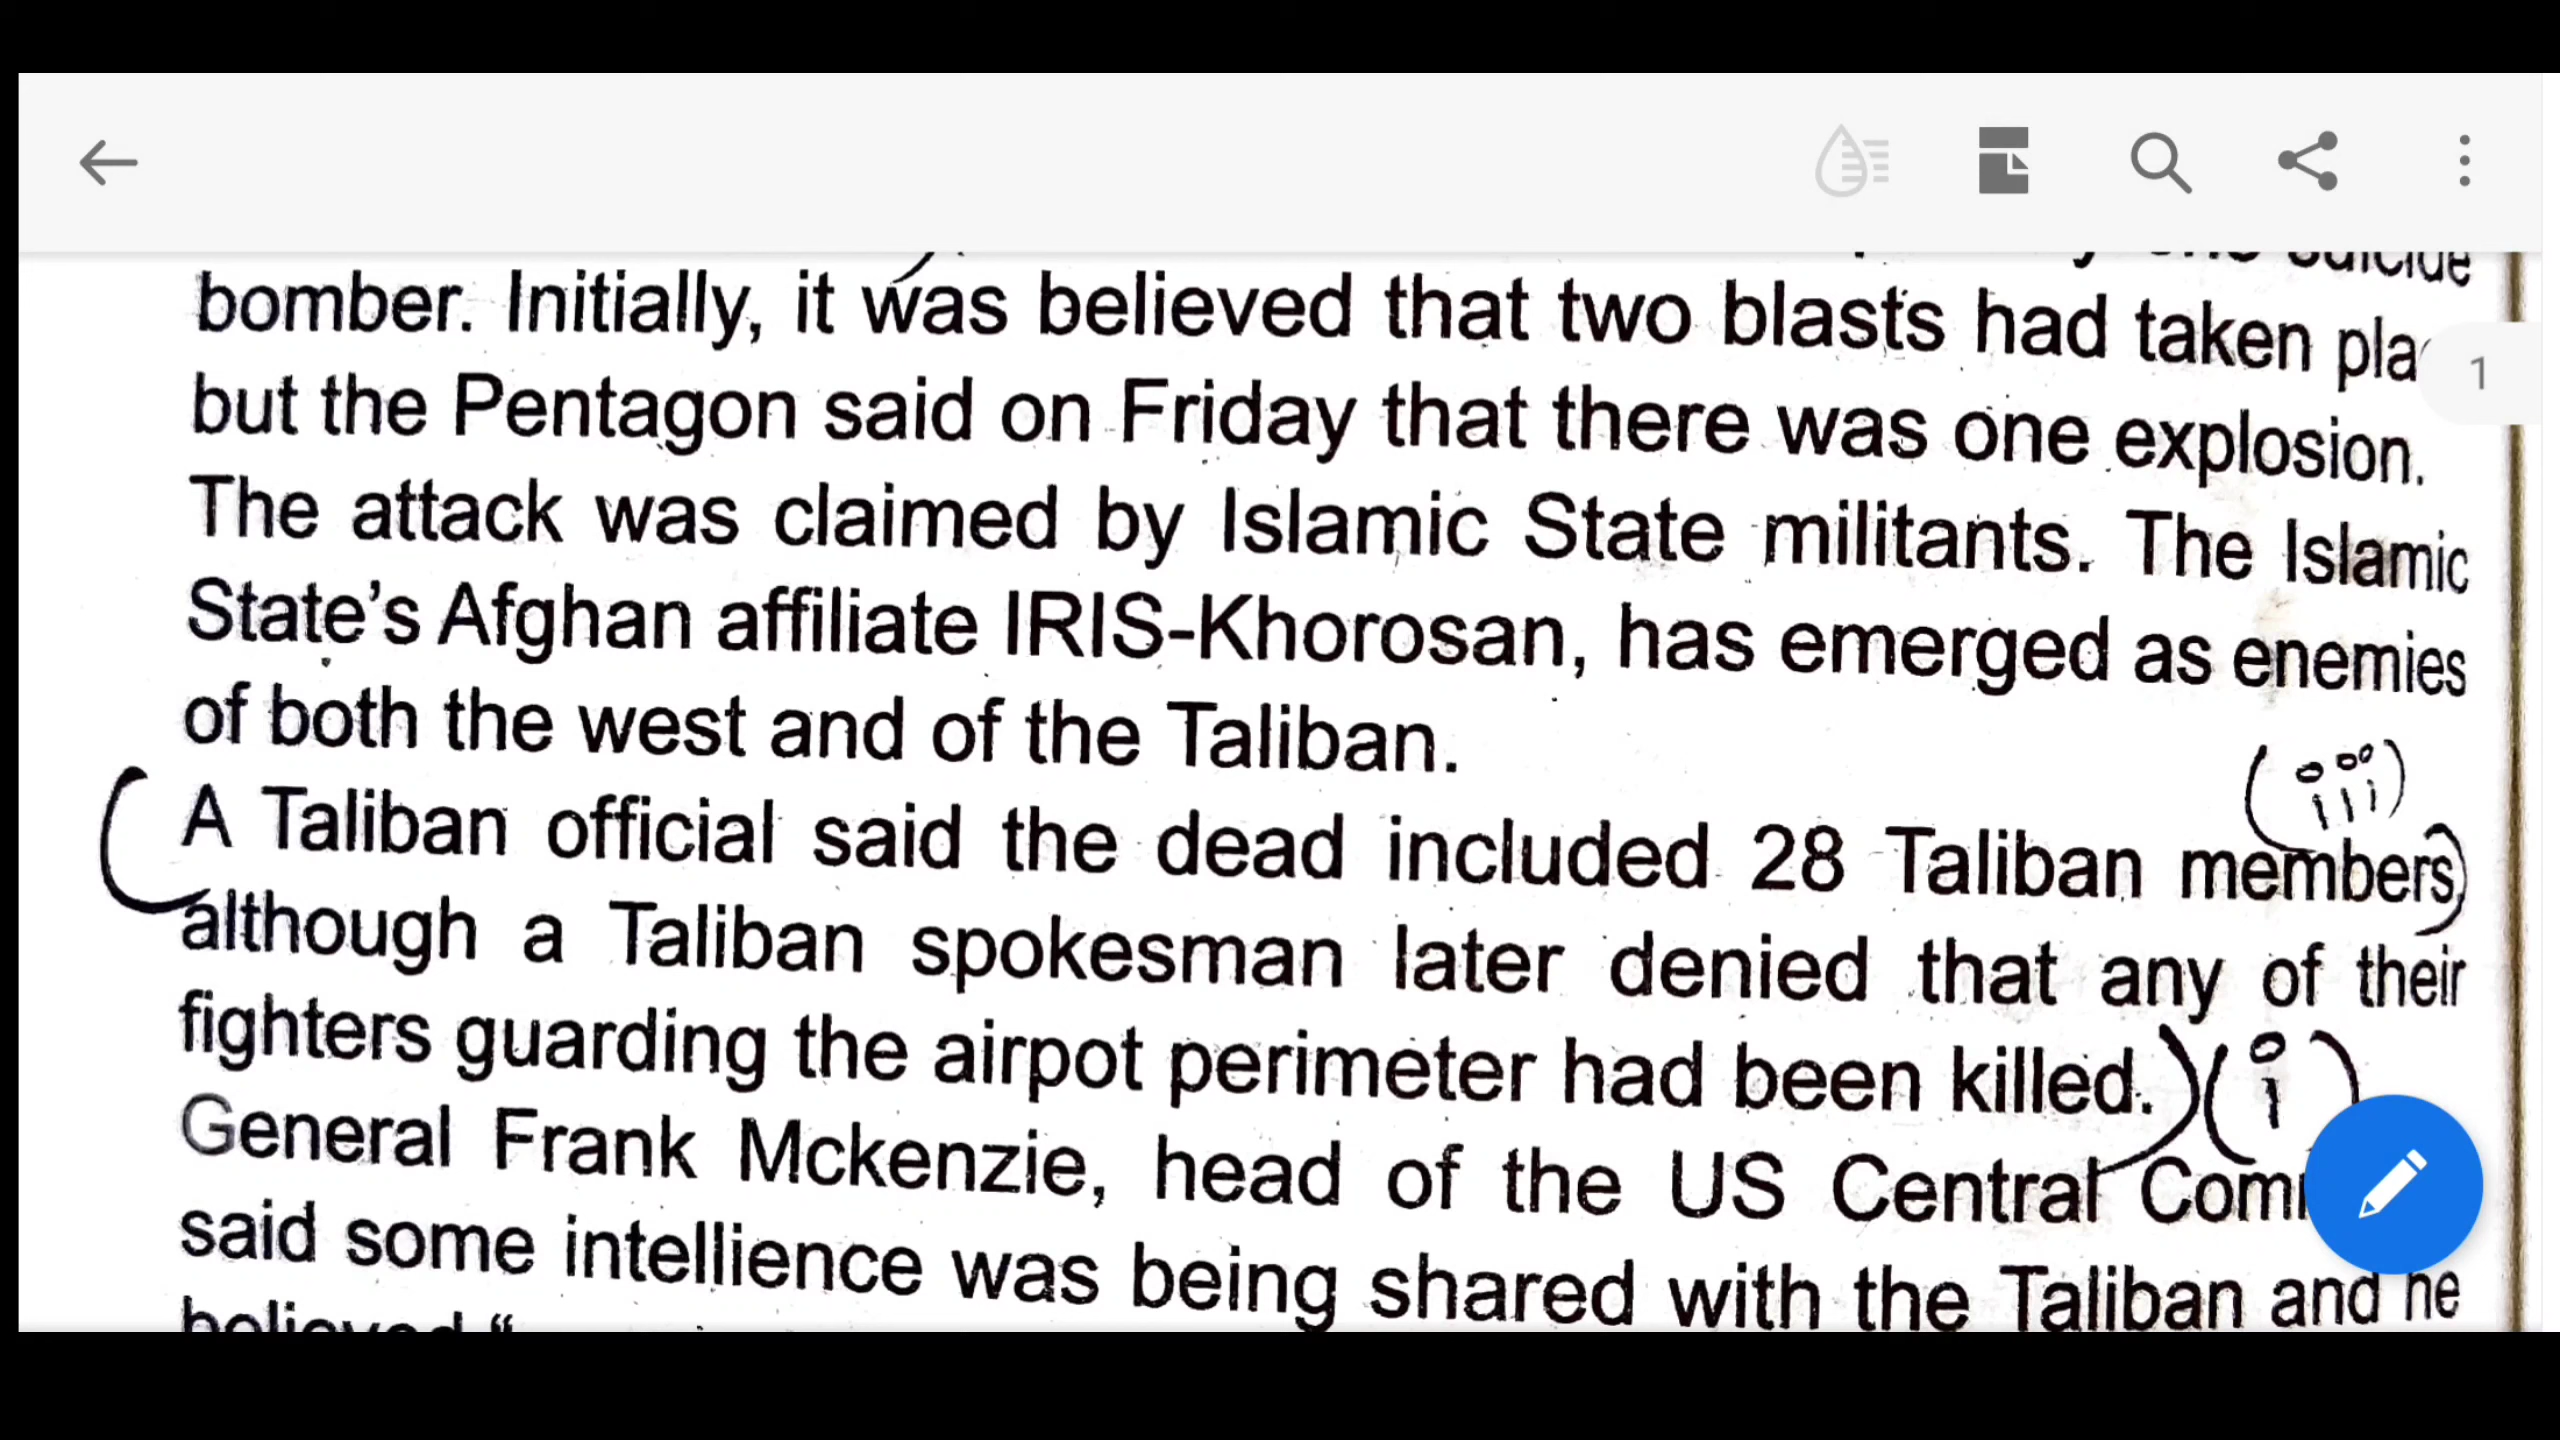 suicide
bomber. Initially, it was believed that two blasts had taken
1
but the Pentagon said on Friday that there was one explosion.
The attack was claimed by Islamic State militants. The Islamic
State's Afghan affiliate IRIS-Khorosan, has emerged as enemies
of both the west and of the Taliban.
(iii)
A Taliban official said the dead included 28 Taliban members)
although a Taliban spokesman later denied that any of their
fighters guarding the airpot perimeter had been killed.) (i)
General Frank Mckenzie, head of the US Central
said some intellience was being shared with the Taliban and he
believed "